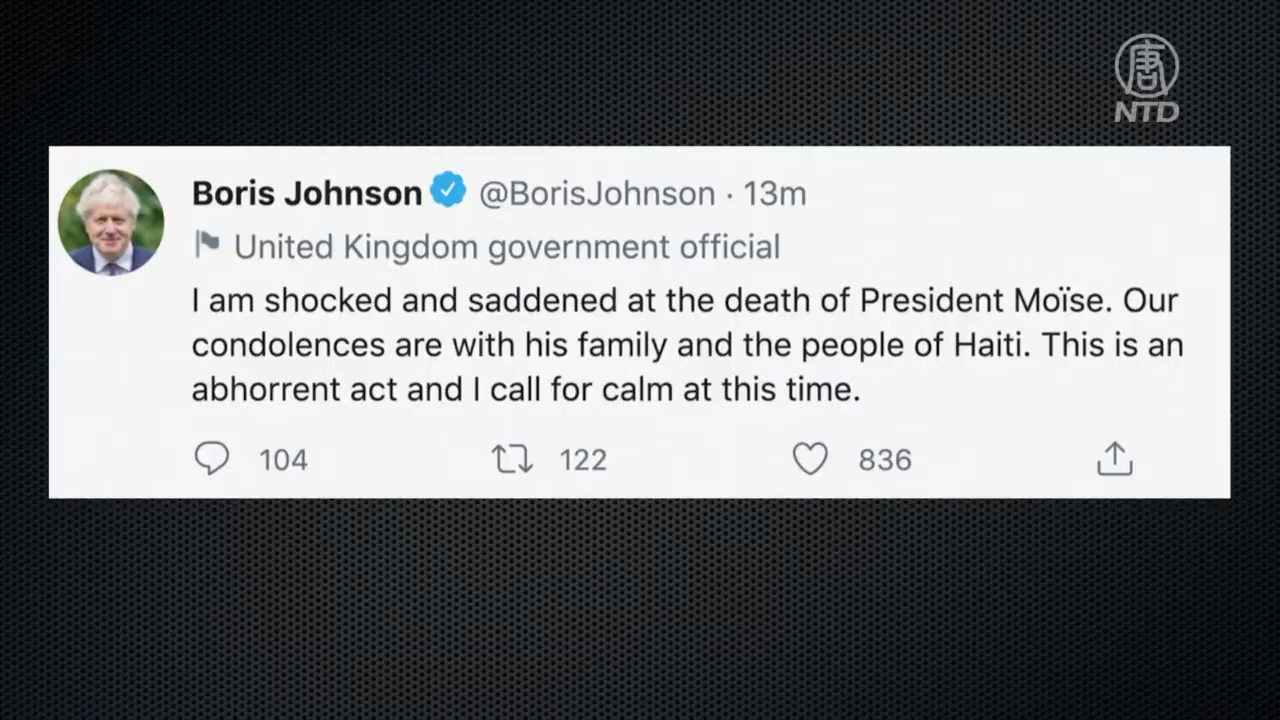 唐
NTD
Boris Johnson @BorisJohnson · 13m
United Kingdom government official
I am shocked and saddened at the death of President Moïse. Our
condolences are with his family and the people of Haiti. This is an
abhorrent act and I call for calm at this time.
104 122 836